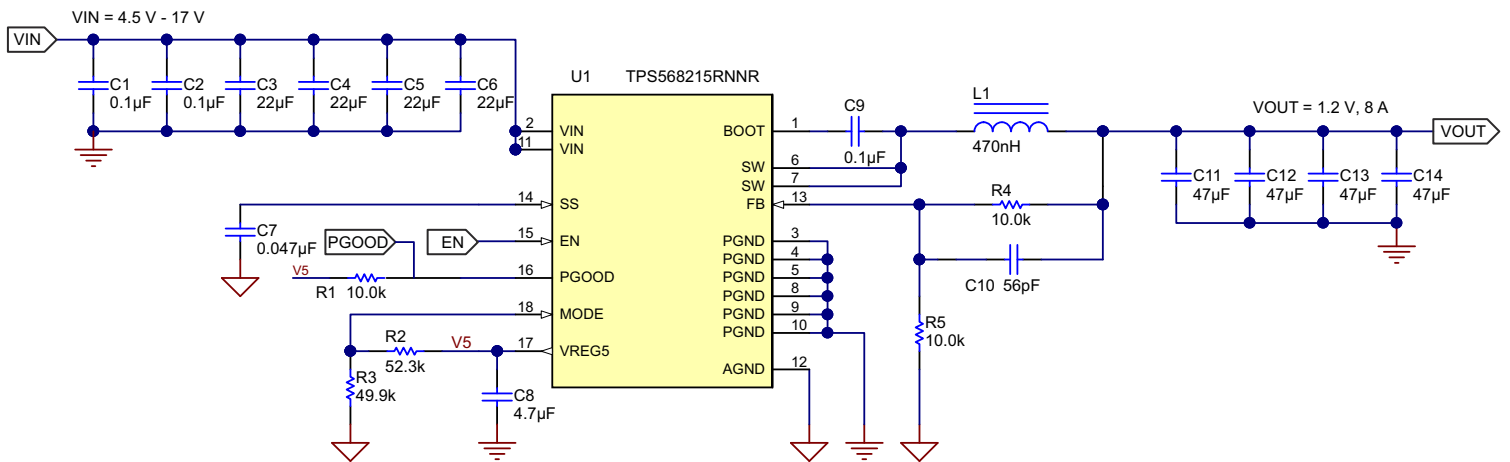 VIN = 4.5 V - 17 V
VIN
C1
0.1µF
C2
0.1µF
C3
22µF
C4
22µF
C5
22µF
C6
22µF
U1
TPS568215RNNR
2
VIN
11
VIN
14
SS
15
EN
16
PGOOD
18
MODE
17
VREG5
BOOT
1
SW
6
SW
7
FB
13
PGND
3
PGND
4
PGND
5
PGND
8
PGND
9
PGND
10
AGND
12
C7
0.047µF
PGOOD
EN
V5
R1 10.0k
R2
52.3k
V5
R3
49.9k
C8
4.7µF
C9
0.1µF
L1
470nH
R4
10.0k
C10 56pF
R5
10.0k
VOUT = 1.2 V, 8 A
VOUT
C11
47µF
C12
47µF
C13
47µF
C14
47µF